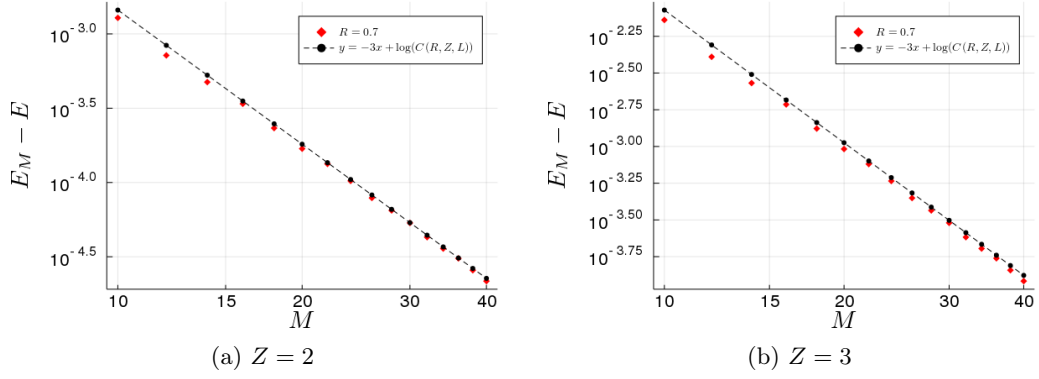 10^{-3.0}
10^{-3.5}
10^{-4.0}
10^{-4.5}
E_M − E
10 15 20 30 40
M
R = 0.7
y = −3x + log(C(R, Z, L))
(a) Z = 2
10^{-2.25}
10^{-2.50}
10^{-2.75}
10^{-3.00}
10^{-3.25}
10^{-3.50}
10^{-3.75}
E_M − E
10 15 20 30 40
M
R = 0.7
y = −3x + log(C(R, Z, L))
(b) Z = 3